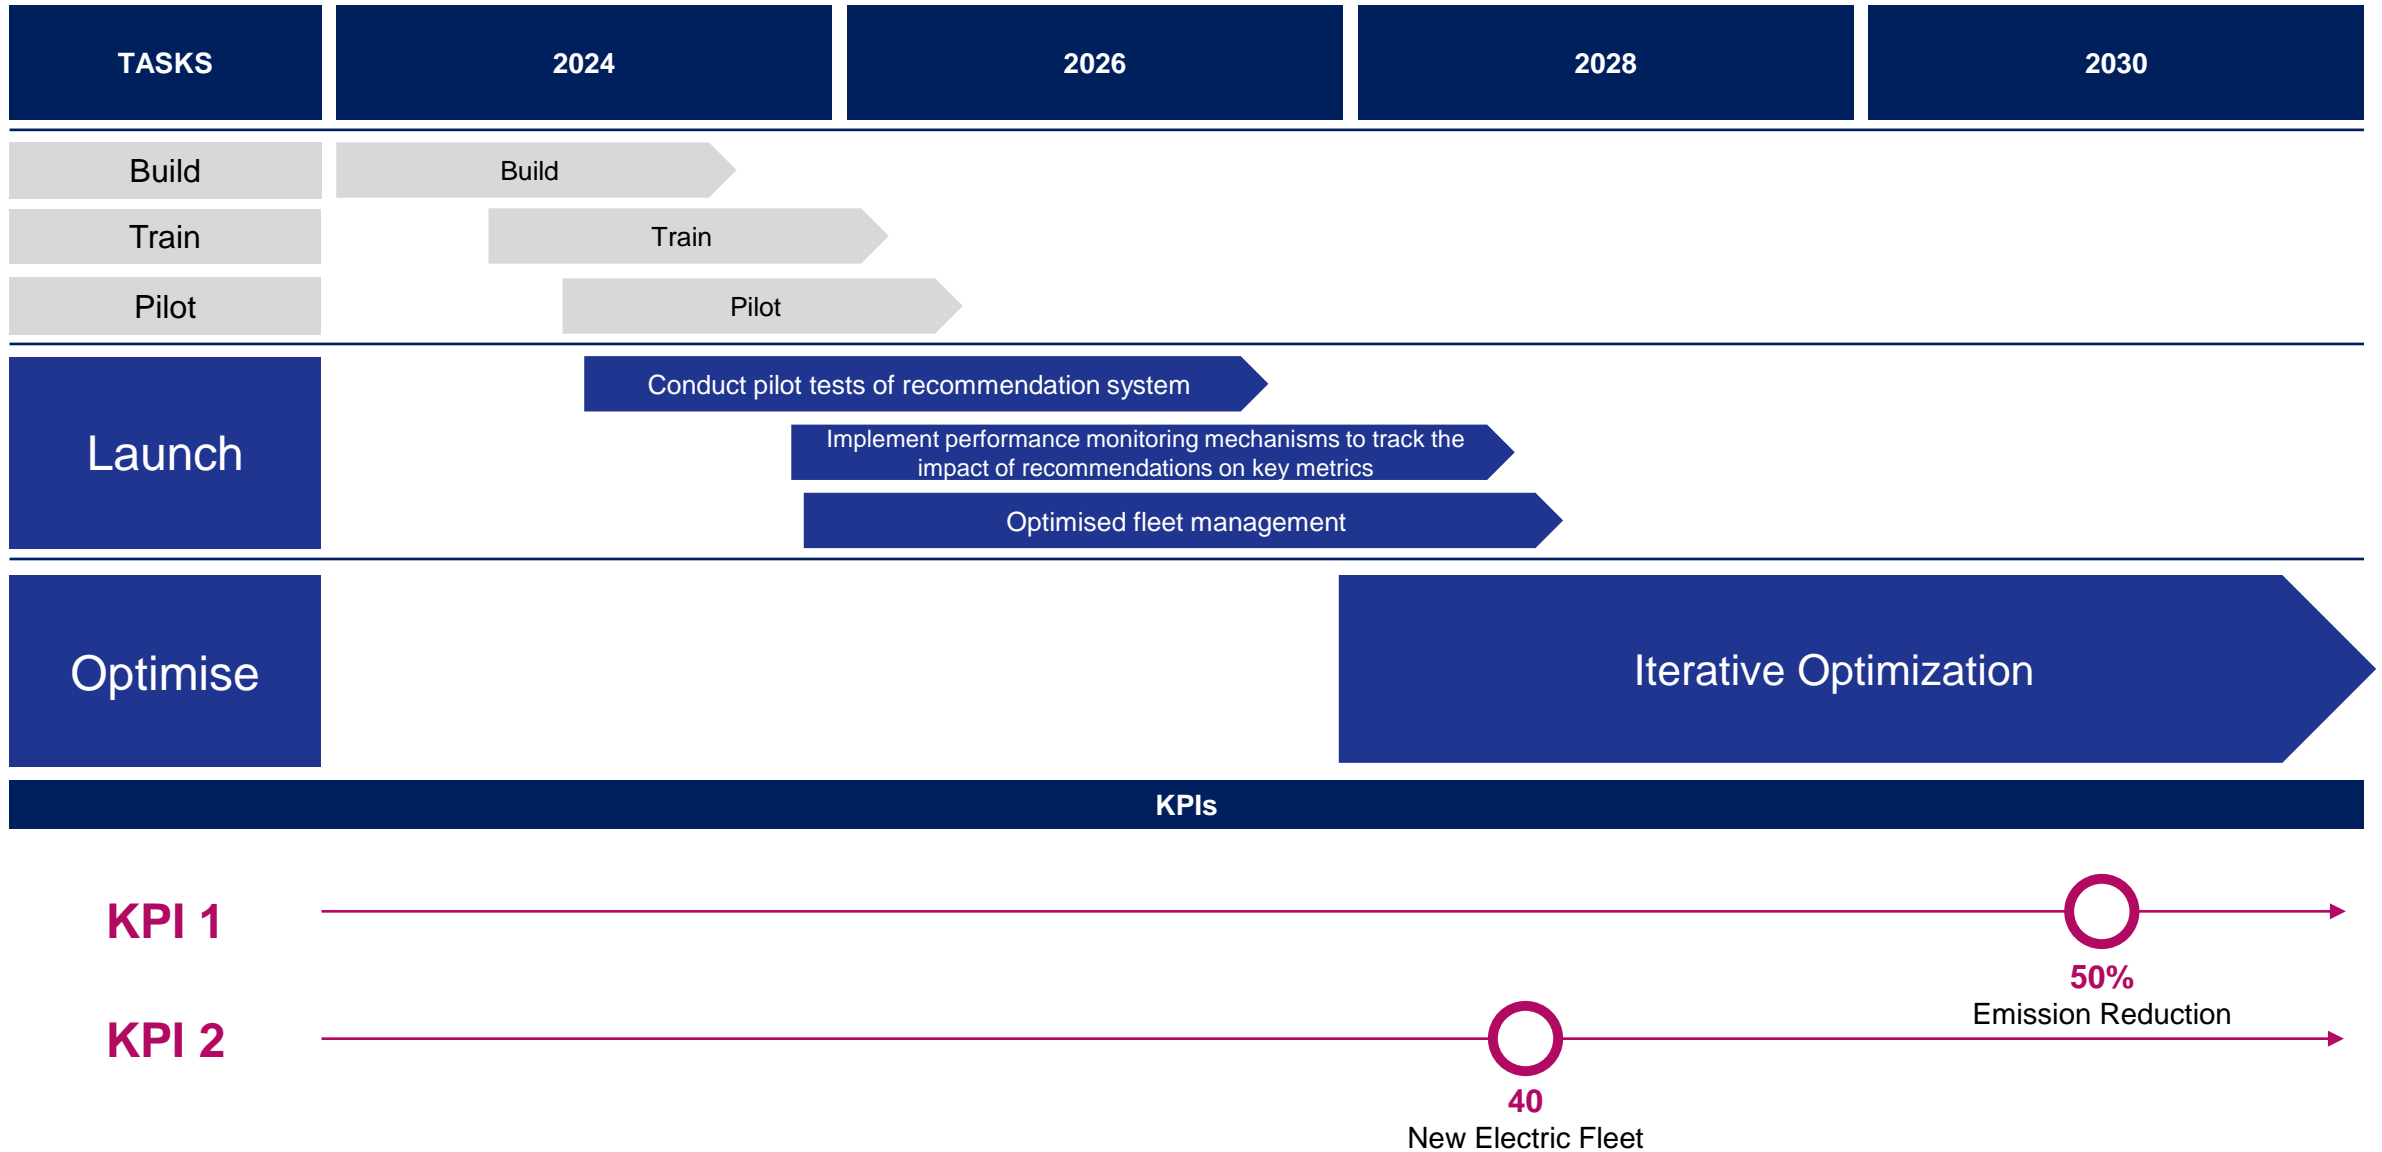 TASKS
2024
2026
2028
2030
Build
Build
Train
Train
Pilot
Pilot
Launch
Conduct pilot tests of recommendation system
Implement performance monitoring mechanisms to track the
impact of recommendations on key metrics
Optimised fleet management
Optimise
Iterative Optimization
KPIs
KPI 1
50%
Emission Reduction
KPI 2
40
New Electric Fleet